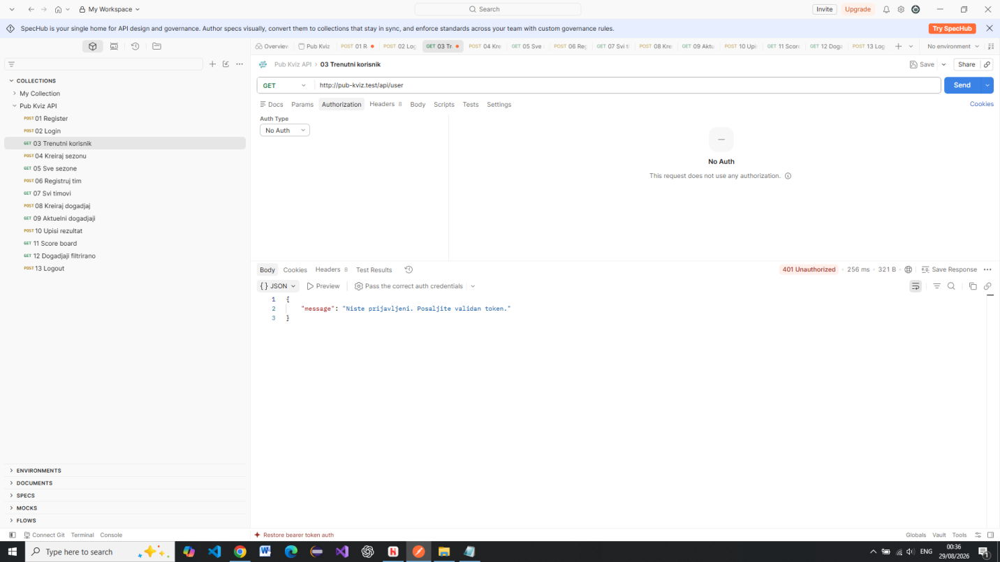 My Workspace
Search
Invite
Upgrade
SpecHub is your single home for API design and governance. Author specs visually, convert them to collections that stay in sync, and enforce standards across your team with custom governance rules.
Try SpecHub
Overview
Pub Kviz
POST 01 R
POST 02 Log
GET 03 Tr
POST 04 Kre
GET 05 Sve
POST 06 Reg
GET 07 Svi ti
POST 08 Kre
GET 09 Aktu
POST 10 Upi
GET 11 Score
GET 12 Doga
POST 13 Log
No environment
COLLECTIONS
My Collection
Pub Kviz API
POST 01 Register
POST 02 Login
GET 03 Trenutni korisnik
POST 04 Kreiraj sezonu
GET 05 Sve sezone
POST 06 Registruj tim
GET 07 Svi timovi
POST 08 Kreiraj dogadjaj
GET 09 Aktuelni dogadjaji
POST 10 Upisi rezultat
GET 11 Score board
GET 12 Dogadjaji filtrirano
POST 13 Logout
ENVIRONMENTS
DOCUMENTS
SPECS
MOCKS
FLOWS
HTTP Pub Kviz API > 03 Trenutni korisnik
Save
Share
GET http://pub-kviz.test/api/user
Send
Docs Params Authorization Headers 8 Body Scripts Tests Settings
Cookies
Auth Type
No Auth
No Auth
This request does not use any authorization.
Body Cookies Headers 8 Test Results
401 Unauthorized • 256 ms • 321 B
Save Response
{} JSON
Preview
Pass the correct auth credentials
1 {
2 "message": "Niste prijavljeni. Posaljite validan token."
3 }
Connect Git Terminal Console
Restore bearer token auth
Globals Vault Tools
Type here to search
ENG
00:36
29/08/2026
1